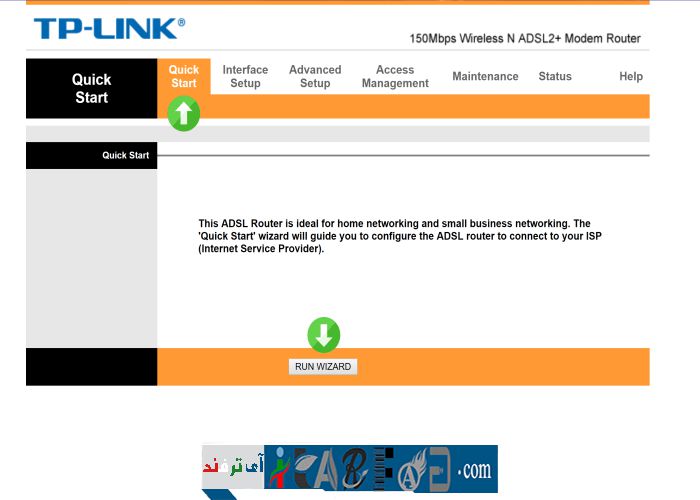 TP-LINK®
150Mbps Wireless N ADSL2+ Modem Router
Quick
Start
Quick
Start
Interface
Setup
Advanced
Setup
Access
Management
Maintenance
Status
Help
Quick Start
This ADSL Router is ideal for home networking and small business networking. The
'Quick Start' wizard will guide you to configure the ADSL router to connect to your ISP
(Internet Service Provider).
RUN WIZARD
آی ترفند
.com